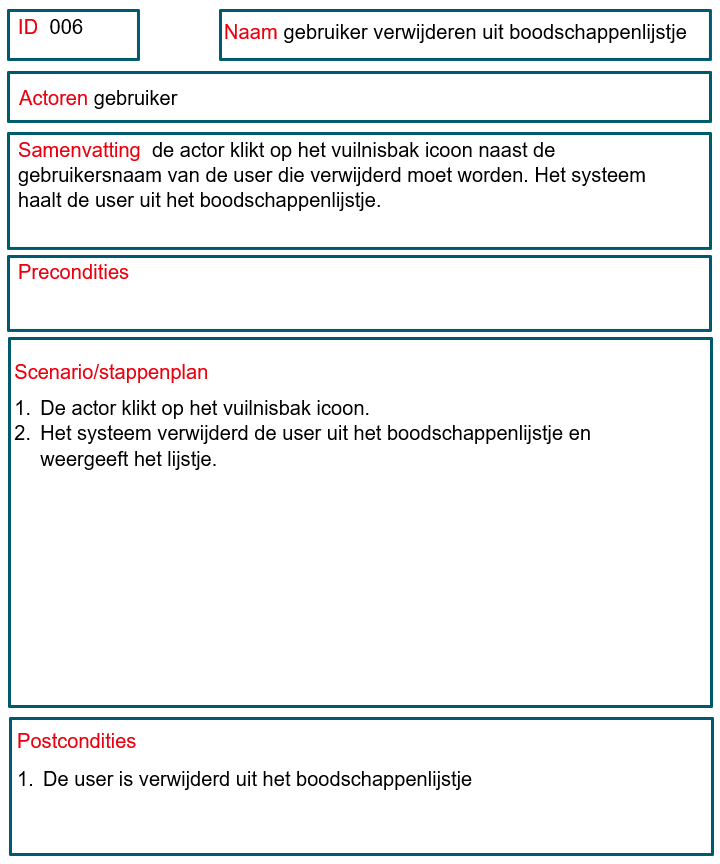 ID 006
Naam gebruiker verwijderen uit boodschappenlijstje
Actoren gebruiker
Samenvatting de actor klikt op het vuilnisbak icoon naast de
gebruikersnaam van de user die verwijderd moet worden. Het systeem
haalt de user uit het boodschappenlijstje.
Precondities
Scenario/stappenplan
1. De actor klikt op het vuilnisbak icoon.
2. Het systeem verwijderd de user uit het boodschappenlijstje en
weergeeft het lijstje.
Postcondities
1. De user is verwijderd uit het boodschappenlijstje